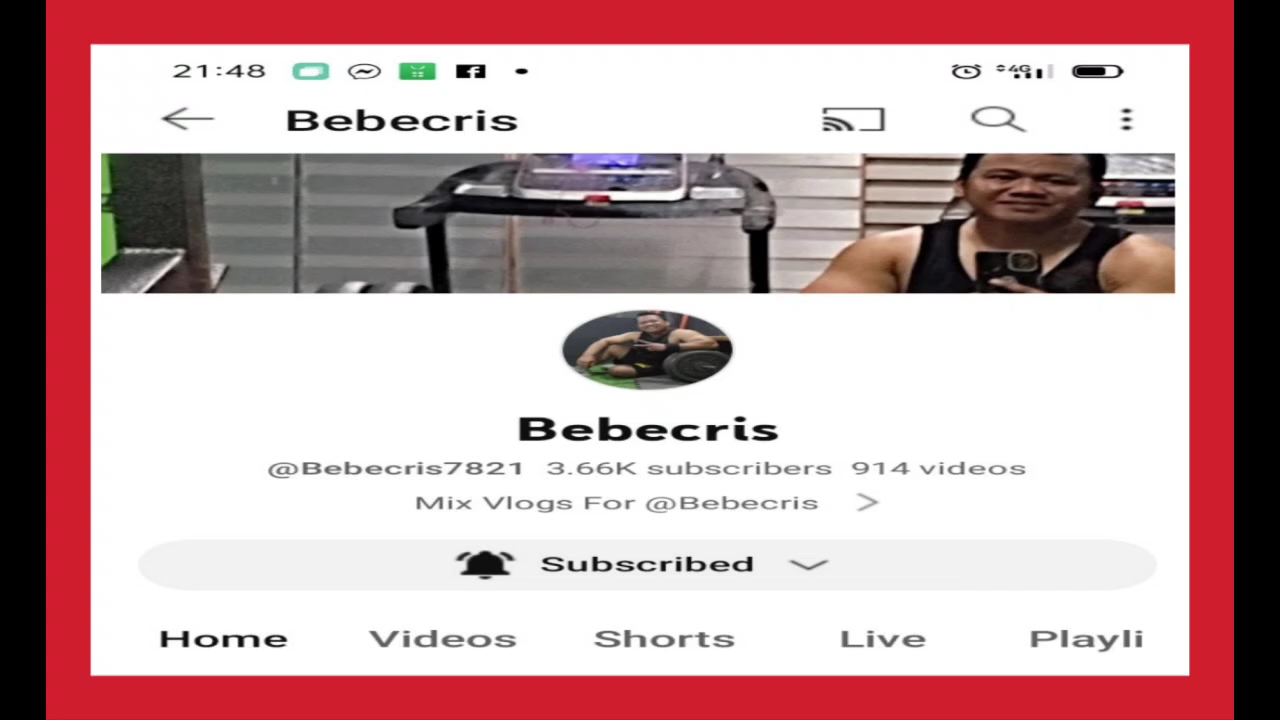 21:48 4G
Bebecris
Bebecris
@Bebecris7821 3.66K subscribers 914 videos
Mix Vlogs For @Bebecris
Subscribed
Home Videos Shorts Live Playli